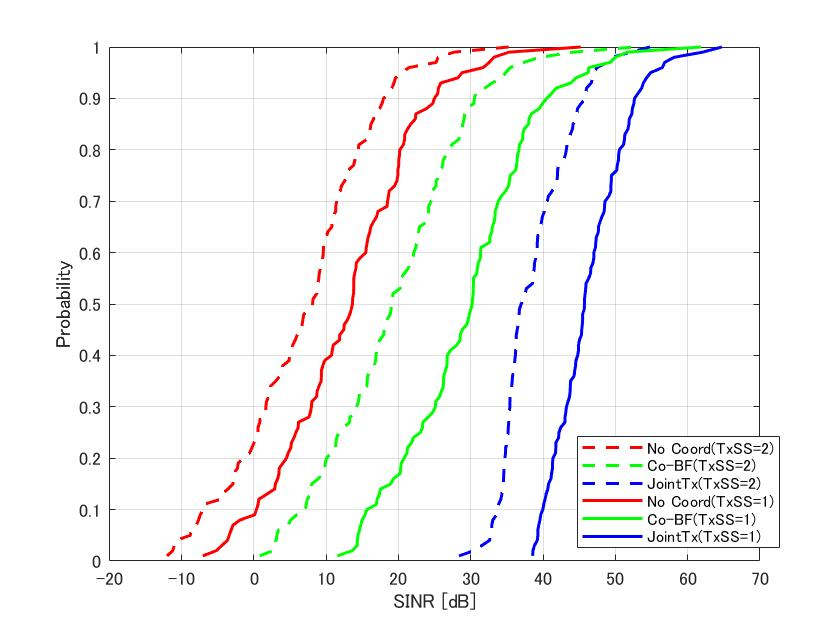 1
0.9
0.8
0.7
0.6
0.5
0.4
0.3
0.2
0.1
0
Probability
No Coord(TxSS=2)
Co-BF(TxSS=2)
JointTx(TxSS=2)
No Coord(TxSS=1)
Co-BF(TxSS=1)
JointTx(TxSS=1)
-20 -10 0 10 20 30 40 50 60 70
SINR [dB]